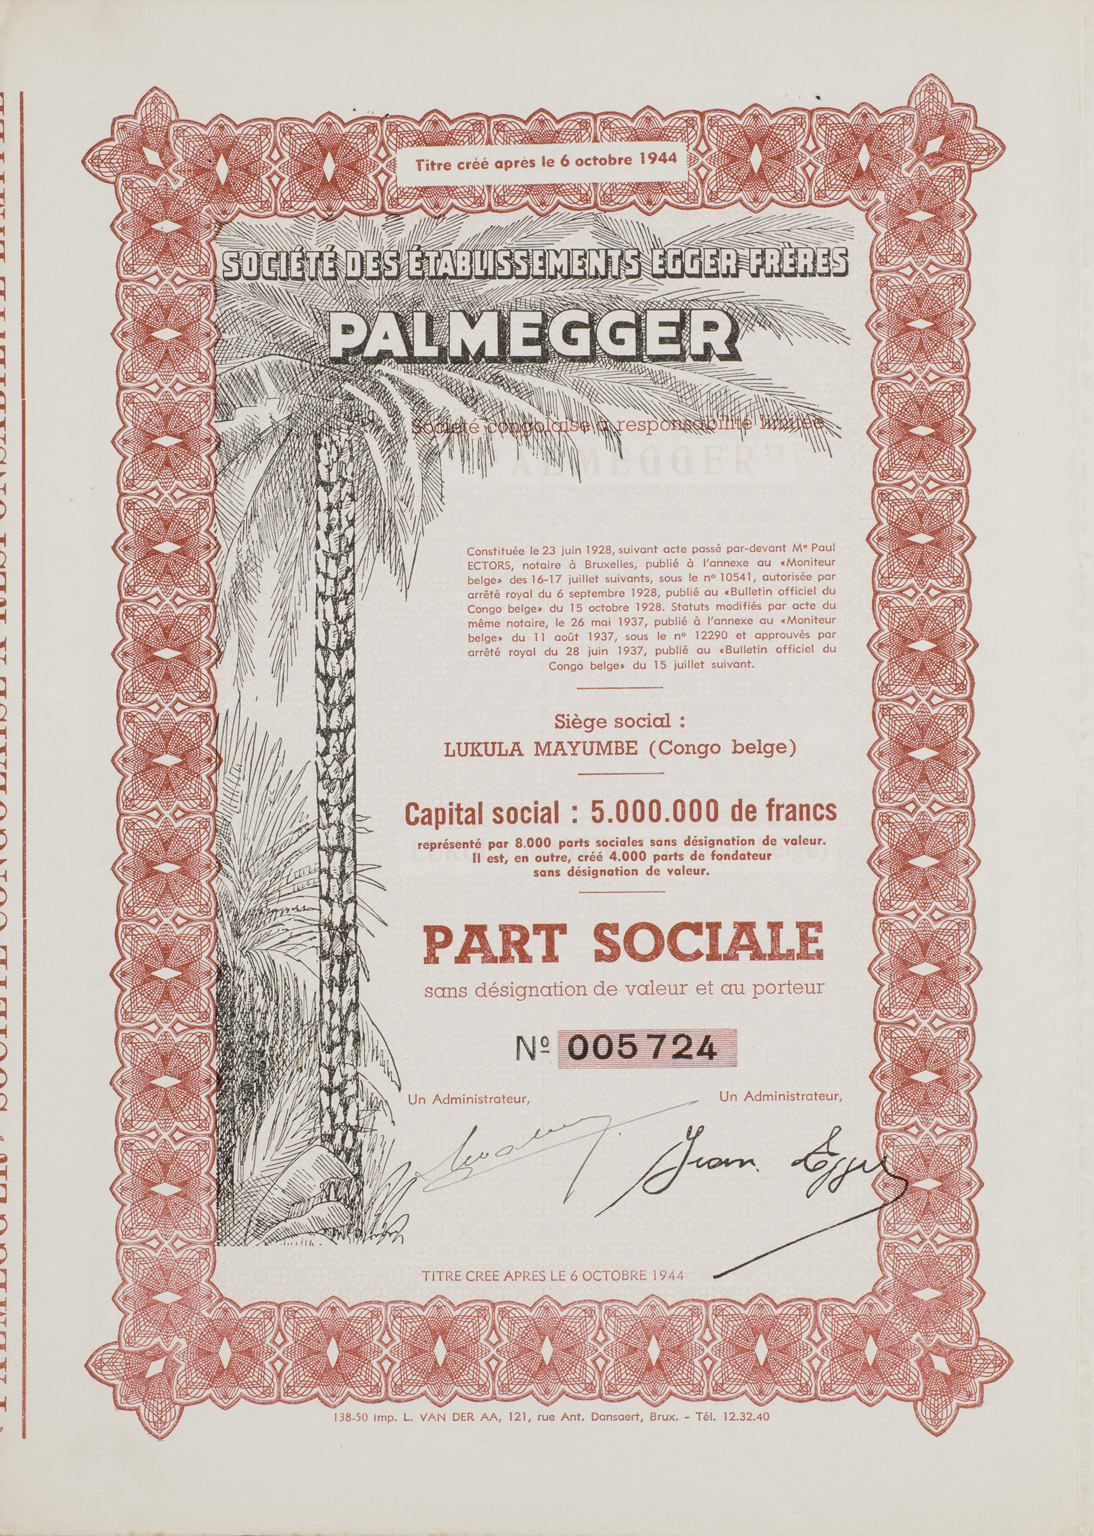 Titre créé après le 6 octobre 1944
SOCIÉTÉ DES ÉTABLISSEMENTS EGGER FRÈRES
PALMEGGER
Société congolaise à responsabilité limitée
"PALMEGGER"
Constituée le 23 juin 1928, suivant acte passé par-devant Me Paul
ECTORS, notaire à Bruxelles, publié à l'annexe au «Moniteur
belge» des 16-17 juillet suivants, sous le no 10541, autorisée par
arrêté royal du 6 septembre 1928, publié au «Bulletin officiel du
Congo belge» du 15 octobre 1928. Statuts modifiés par acte du
même notaire, le 26 mai 1937, publié à l'annexe au «Moniteur
belge» du 11 août 1937, sous le no 12290 et approuvés par
arrêté royal du 28 juin 1937, publié au «Bulletin officiel du
Congo belge» du 15 juillet suivant.
Siège social :
LUKULA MAYUMBE (Congo belge)
Capital social : 5.000.000 de francs
représenté par 8.000 parts sociales sans désignation de valeur.
Il est, en outre, créé 4.000 parts de fondateur
sans désignation de valeur.
PART SOCIALE
sans désignation de valeur et au porteur
Nº 005724
Un Administrateur,
Un Administrateur,
Jean Egger
TITRE CREE APRES LE 6 OCTOBRE 1944
138-50 Imp. L. VAN DER AA, 121, rue Ant. Dansaert, Brux. - Tél. 12.32.40